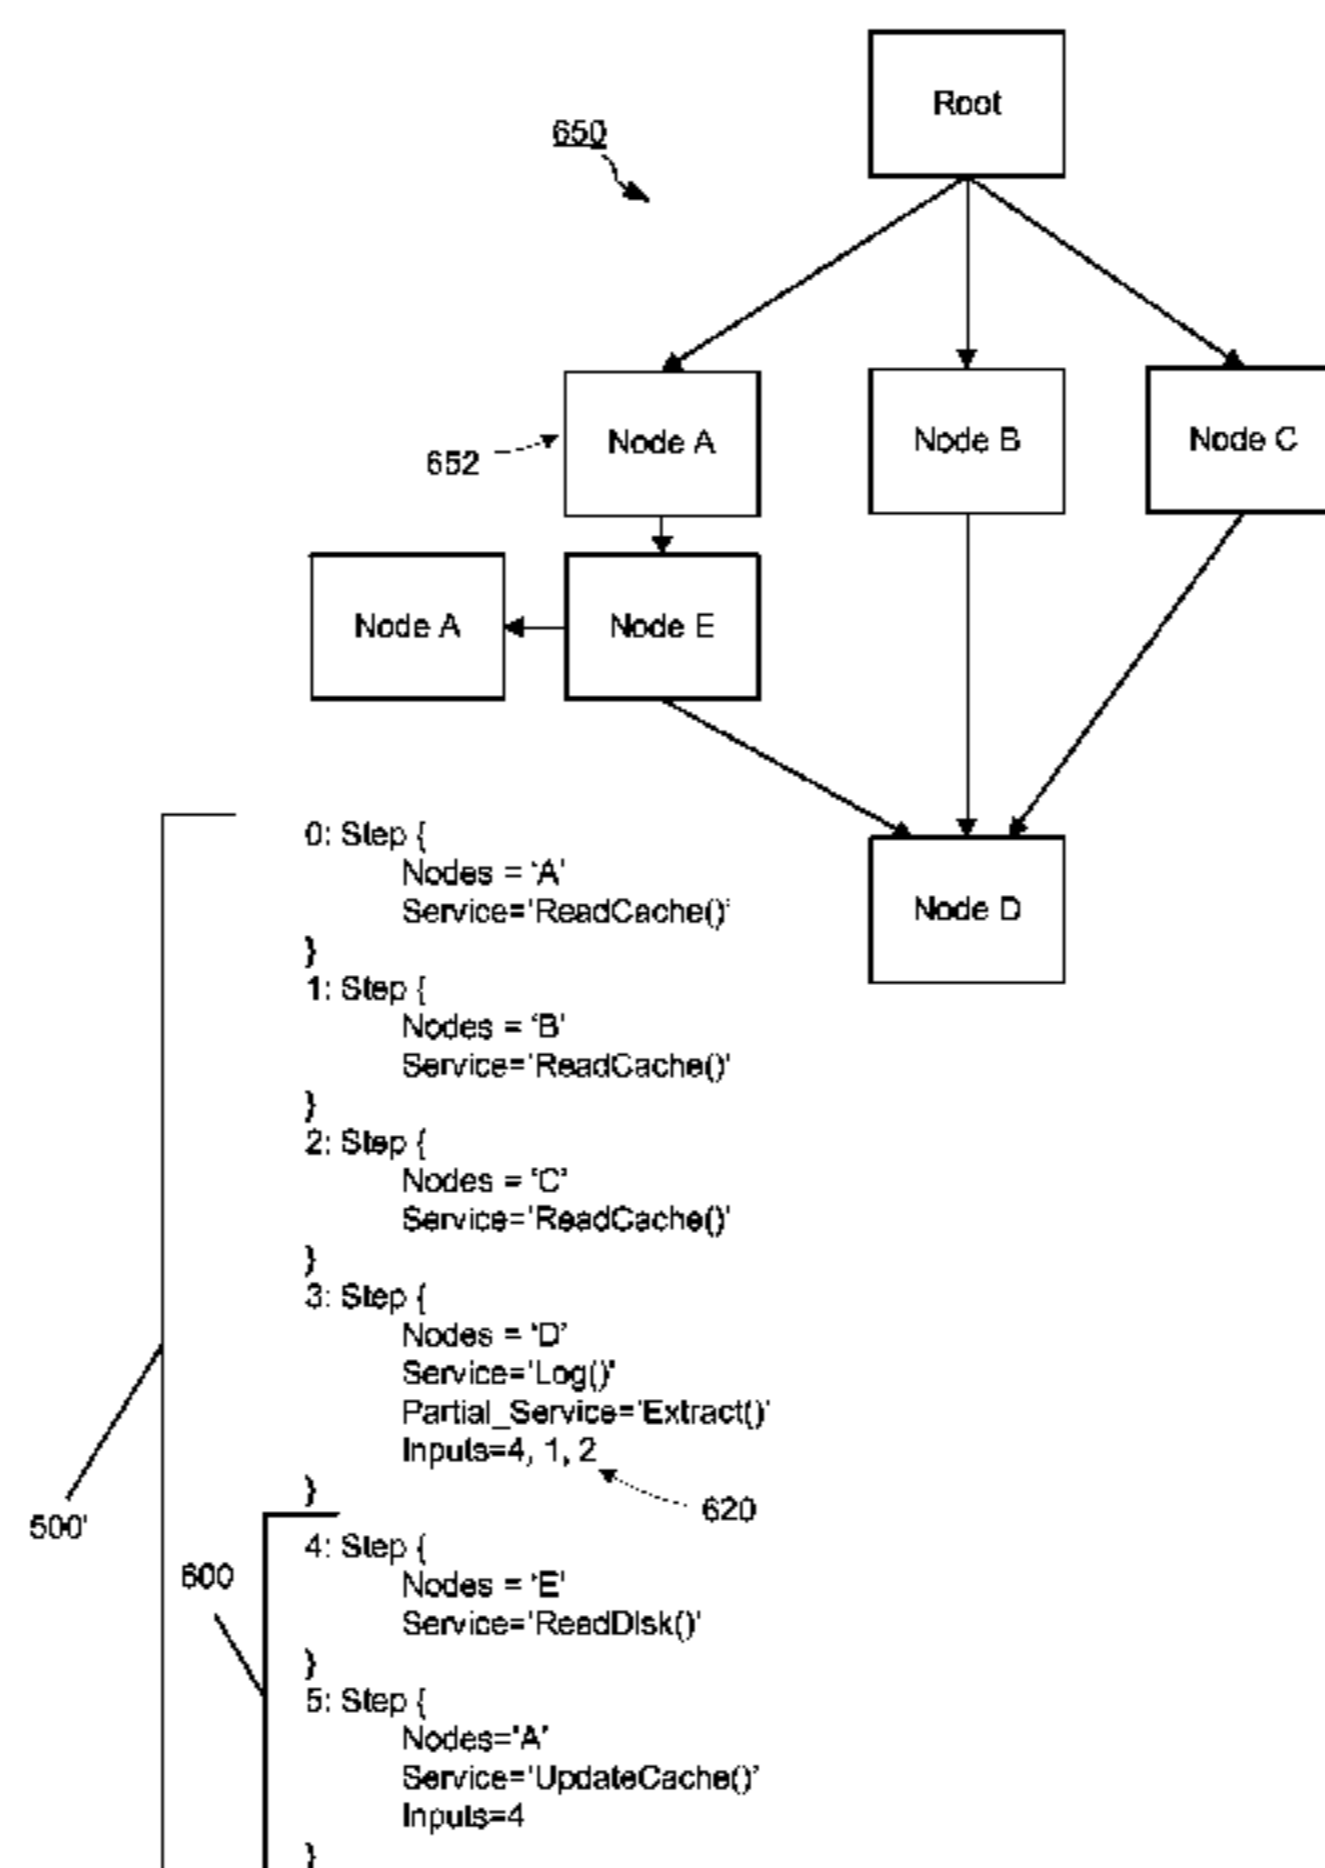 Root
650
Node A
Node B
Node C
652
Node A
Node E
Node D
0: Step {
Nodes = 'A'
Service='ReadCache()'
}
1: Step {
Nodes = 'B'
Service='ReadCache()'
}
2: Step {
Nodes = 'C'
Service='ReadCache()'
}
3: Step {
Nodes = 'D'
Service='Log()'
Partial_Service='Extract()'
Inputs=4, 1, 2
}
620
500'
600
4: Step {
Nodes = 'E'
Service='ReadDisk()'
}
5: Step {
Nodes='A'
Service='UpdateCache()'
Inputs=4
}